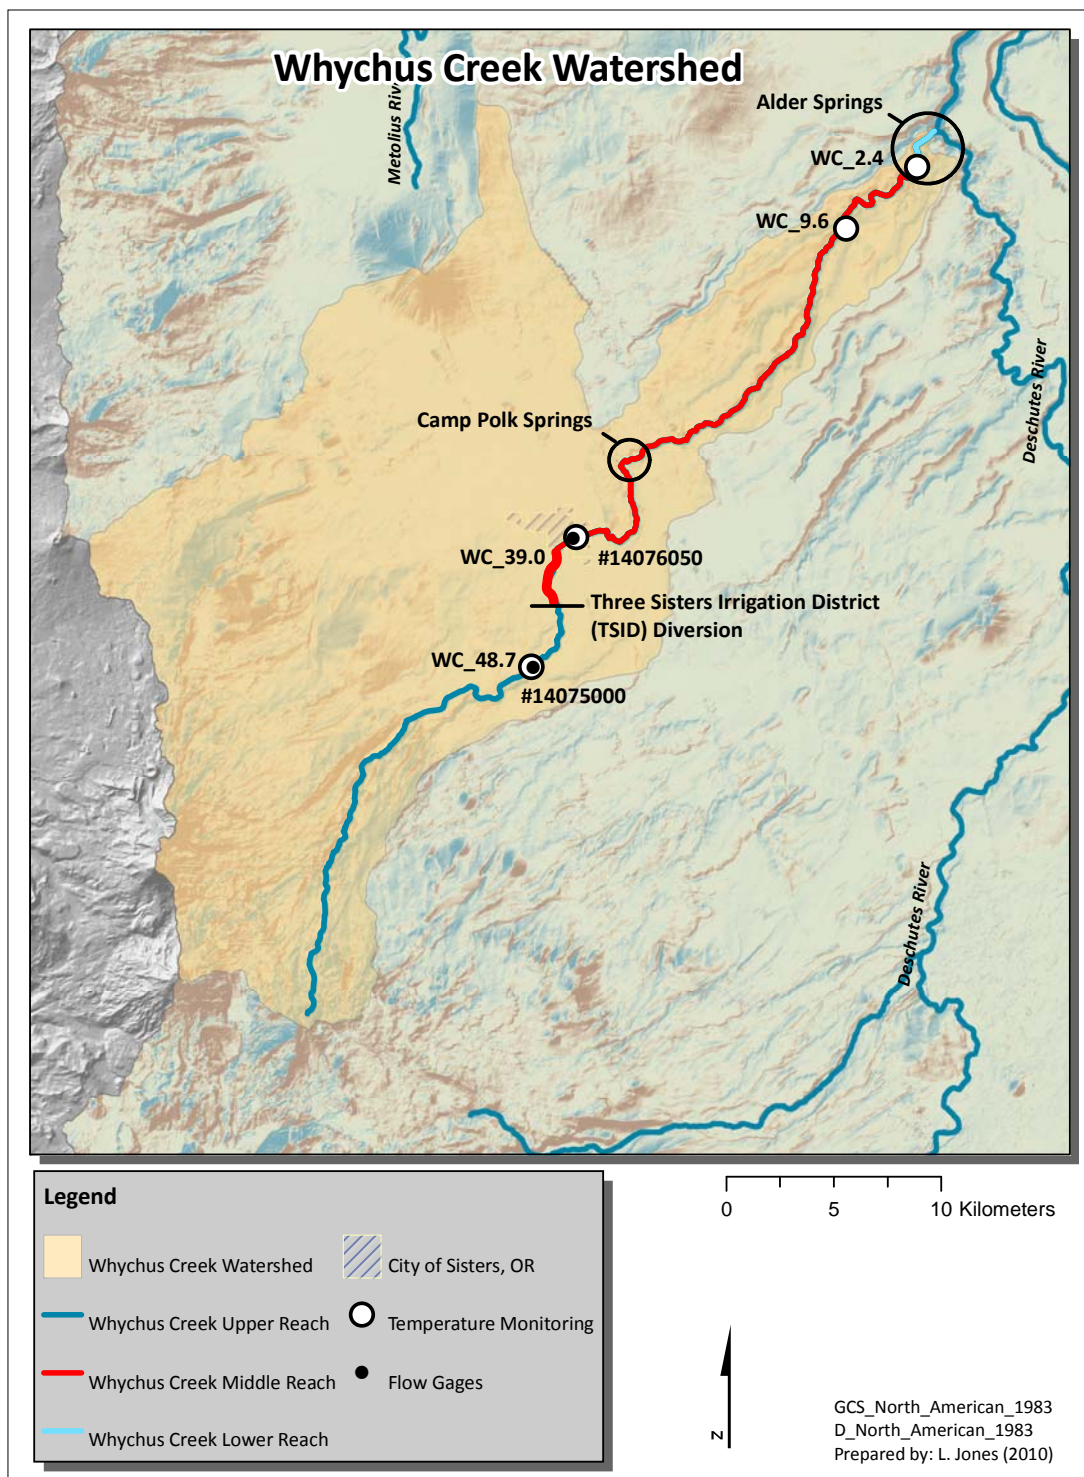 Whychus Creek Watershed
Metolius River
Alder Springs
WC_2.4
WC_9.6
Deschutes River
Camp Polk Springs
WC_39.0
#14076050
Three Sisters Irrigation District
(TSID) Diversion
WC_48.7
#14075000
Deschutes River
Legend
Whychus Creek Watershed
City of Sisters, OR
Whychus Creek Upper Reach
Temperature Monitoring
Whychus Creek Middle Reach
Flow Gages
Whychus Creek Lower Reach
0 5 10 Kilometers
N
GCS_North_American_1983
D_North_American_1983
Prepared by: L. Jones (2010)